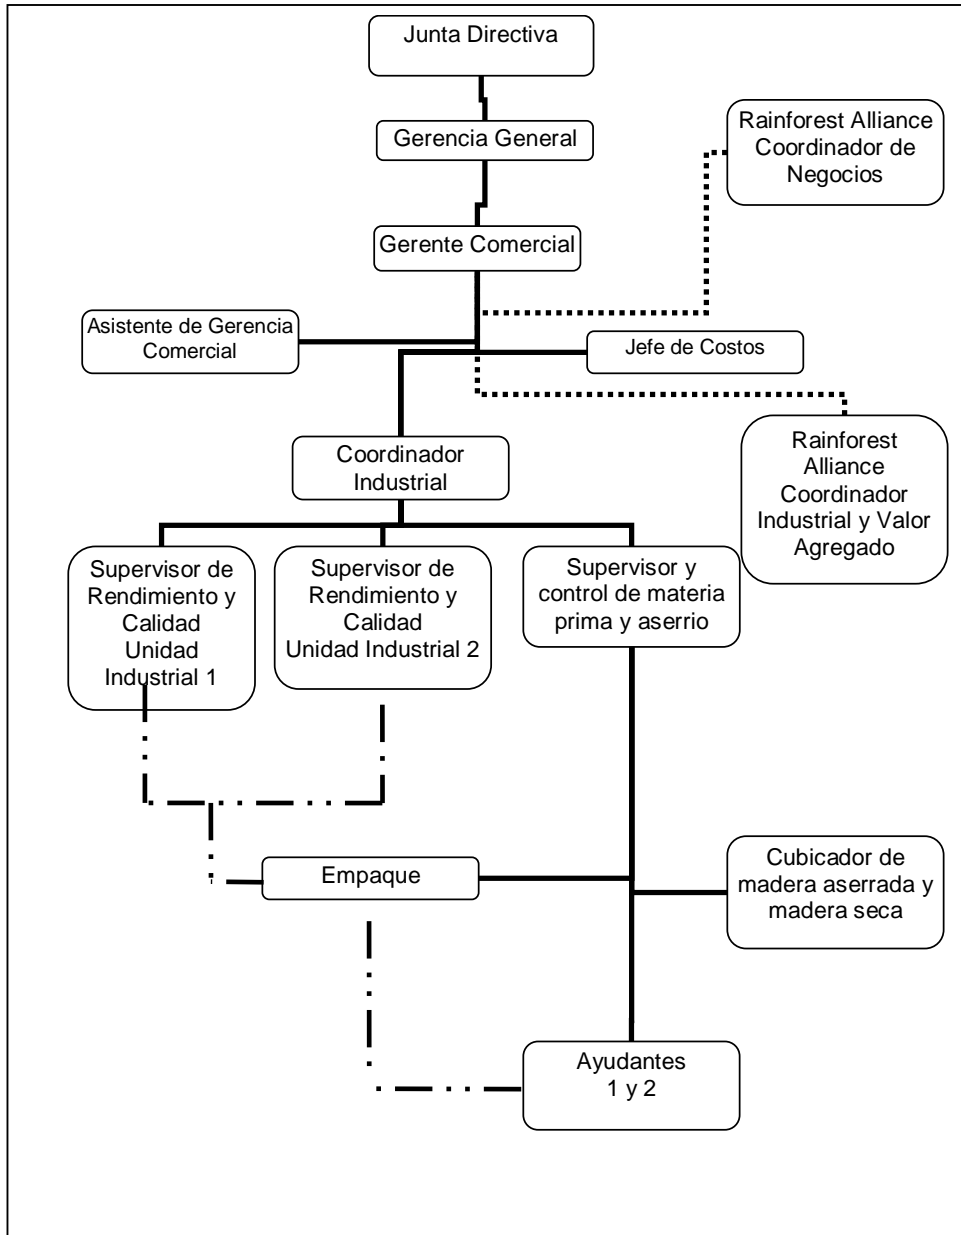 Junta Directiva
Gerencia General
Rainforest Alliance
Coordinador de
Negocios
Gerente Comercial
Asistente de Gerencia
Comercial
Jefe de Costos
Coordinador
Industrial
Rainforest
Alliance
Coordinador
Industrial y Valor
Agregado
Supervisor de
Rendimiento y
Calidad
Unidad
Industrial 1
Supervisor de
Rendimiento y
Calidad
Unidad Industrial 2
Supervisor y
control de materia
prima y aserrio
Empaque
Cubicador de
madera aserrada y
madera seca
Ayudantes
1 y 2